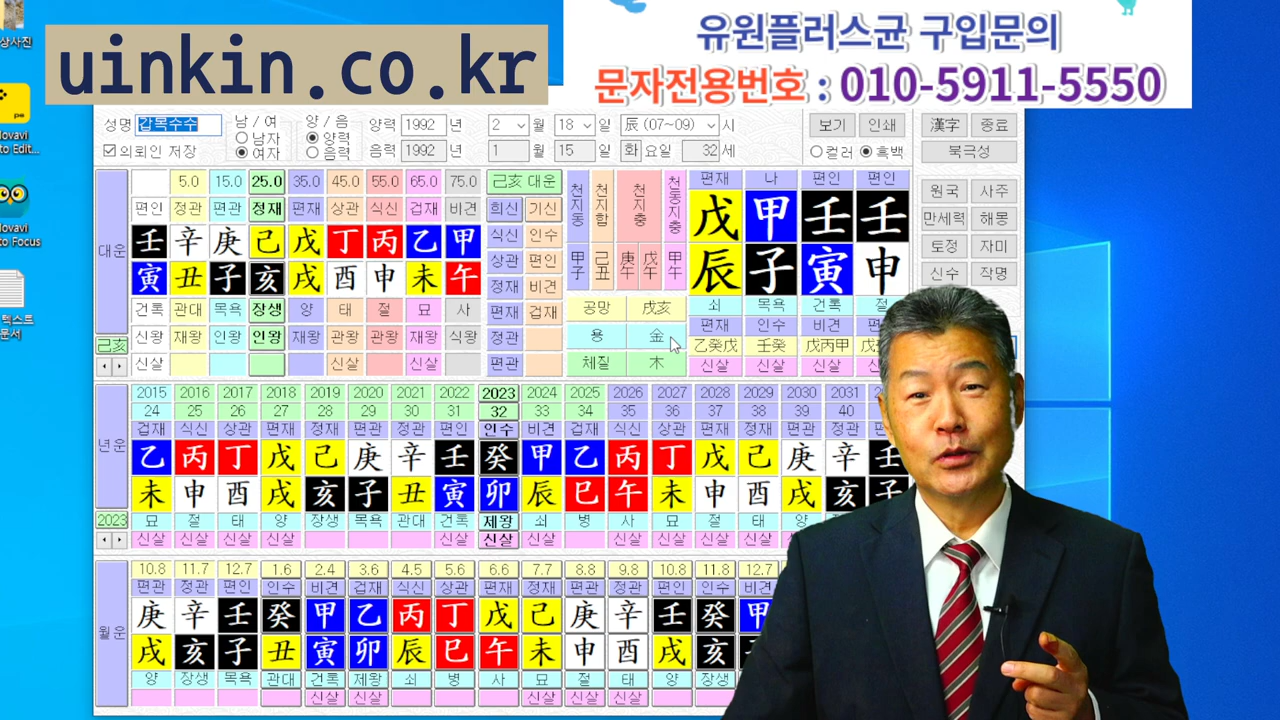 uinkin.co.kr
유원플러스균 구입문의
문자전용번호 : 010-5911-5550
상사진
성명 갑목수수 남 / 여 양 / 음 양력 1992 년 2 월 18 일 辰 (07~09) 시 보기 인쇄 漢字 종료
의뢰인 저장 남자 여자 양력 음력 음력 1992 년 1 월 15 일 화 요일 32 세 컬러 흑백 북극성
대운
5.0 15.0 25.0 35.0 45.0 55.0 65.0 75.0 己亥 대운
편인 정관 편관 정재 편재 상관 식신 겁재 비견 희신 기신
壬 辛 庚 己 戊 丁 丙 乙 甲 식신 인수
寅 丑 子 亥 戌 酉 申 未 午 상관 편인
정재 비견
건록 관대 목욕 장생 양 태 절 묘 사 편재 겁재
신왕 재왕 인왕 인왕 재왕 관왕 관왕 재왕 식왕 정관
己亥
신살 신살 신살 신살 편관
천지동 천지합 천지충 천동지충
甲子 己丑 庚午 戊午 甲午
공망 戌亥
용 金
체질 木
편재 나 편인 편인
戊 甲 壬 壬
辰 子 寅 申
쇠 목욕 건록 절
편재 인수 비견
乙癸戊 壬癸 戊丙甲
신살 신살 신살 신살
원국 사주
만세력 해몽
토정 자미
신수 작명
년운
2015 2016 2017 2018 2019 2020 2021 2022 2023 2024 2025 2026 2027 2028 2029 2030 2031
24 25 26 27 28 29 30 31 32 33 34 35 36 37 38 39 40
겁재 식신 상관 편재 정재 편관 정관 편인 인수 비견 겁재 식신 상관 편재 정재 편관 정관
乙 丙 丁 戊 己 庚 辛 壬 癸 甲 乙 丙 丁 戊 己 庚 辛 壬
未 申 酉 戌 亥 子 丑 寅 卯 辰 巳 午 未 申 酉 戌 亥 子
2023
묘 절 태 양 장생 목욕 관대 건록 제왕 쇠 병 사 묘 절 태 양
신살 신살 신살 신살 신살 신살 신살 신살 신살 신살
월운
10.8 11.7 12.7 1.6 2.4 3.6 4.5 5.6 6.6 7.7 8.8 9.8 10.8 11.8 12.7
편관 정관 편인 인수 비견 겁재 식신 상관 편재 정재 편관 정관 편인 인수 비견
庚 辛 壬 癸 甲 乙 丙 丁 戊 己 庚 辛 壬 癸 甲
戌 亥 子 丑 寅 卯 辰 巳 午 未 申 酉 戌 亥
양 장생 목욕 관대 건록 제왕 쇠 병 사 묘 절 태 양 장생
신살 신살 신살 신살 신살
ovavi
to Edit...
ovavi
to Focus
텍스트
문서